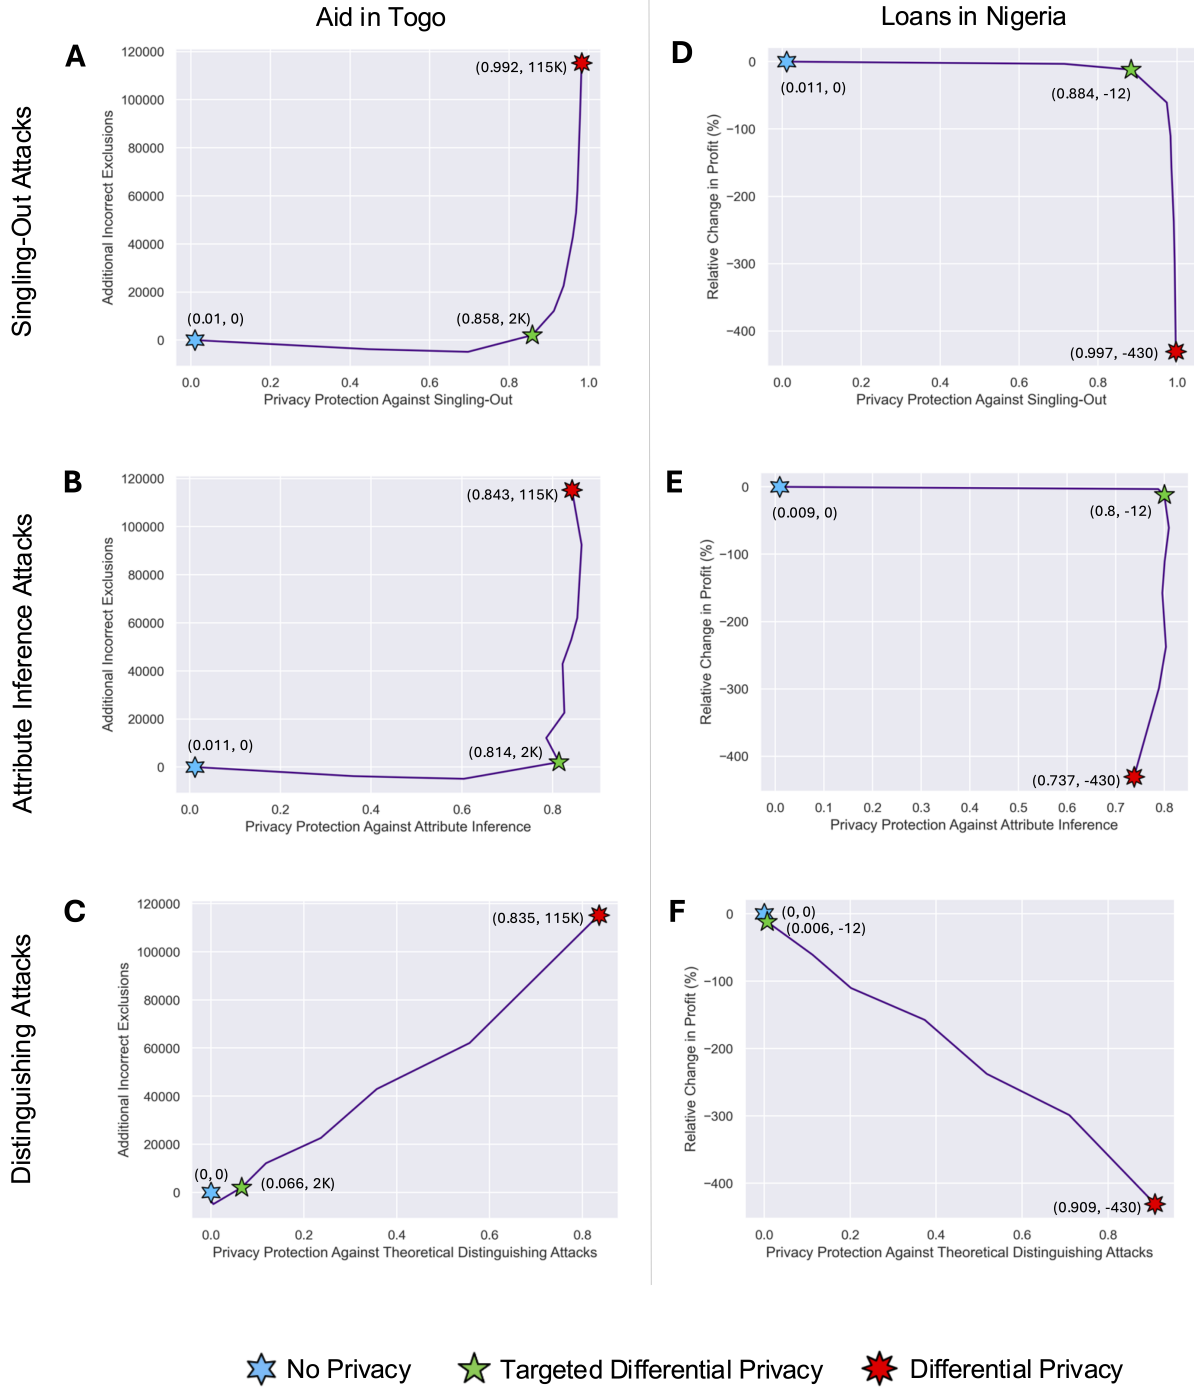 Aid in Togo
Loans in Nigeria
Singling-Out Attacks
A
120000
100000
80000
60000
40000
20000
0
Additional Incorrect Exclusions
(0.992, 115K)
(0.01, 0)
(0.858, 2K)
0.0 0.2 0.4 0.6 0.8 1.0
Privacy Protection Against Singling-Out
D
0
−100
−200
−300
−400
Relative Change in Profit (%)
(0.011, 0)
(0.884, -12)
(0.997, -430)
0.0 0.2 0.4 0.6 0.8 1.0
Privacy Protection Against Singling-Out
Attribute Inference Attacks
B
120000
100000
80000
60000
40000
20000
0
Additional Incorrect Exclusions
(0.843, 115K)
(0.011, 0)
(0.814, 2K)
0.0 0.2 0.4 0.6 0.8
Privacy Protection Against Attribute Inference
E
0
−100
−200
−300
−400
Relative Change in Profit (%)
(0.009, 0)
(0.8, -12)
(0.737, -430)
0.0 0.1 0.2 0.3 0.4 0.5 0.6 0.7 0.8
Privacy Protection Against Attribute Inference
Distinguishing Attacks
C
120000
100000
80000
60000
40000
20000
0
Additional Incorrect Exclusions
(0.835, 115K)
(0,0)
(0.066, 2K)
0.0 0.2 0.4 0.6 0.8
Privacy Protection Against Theoretical Distinguishing Attacks
F
0
−100
−200
−300
−400
Relative Change in Profit (%)
(0,0)
(0.006, -12)
(0.909, -430)
0.0 0.2 0.4 0.6 0.8
Privacy Protection Against Theoretical Distinguishing Attacks
No Privacy
Targeted Differential Privacy
Differential Privacy